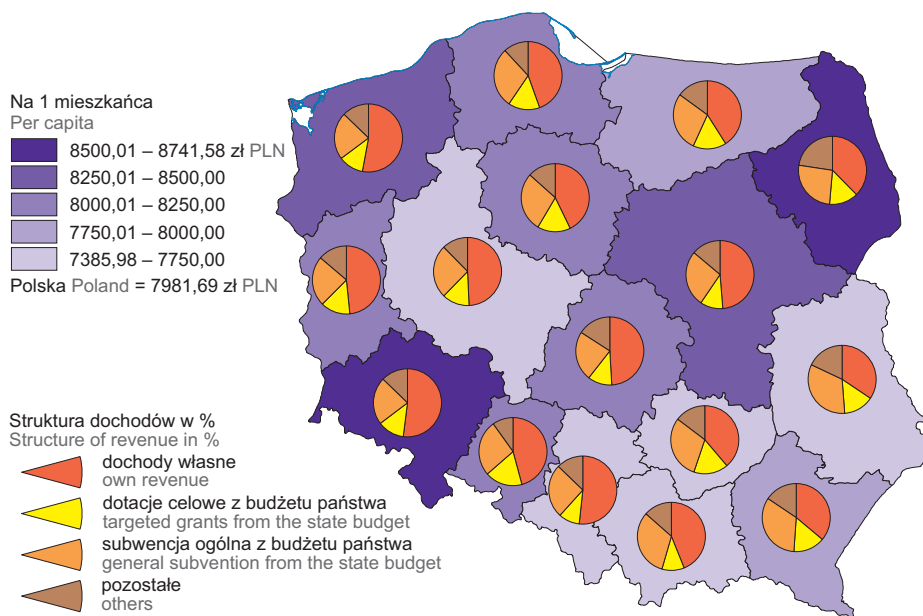 Na 1 mieszkańca
Per capita
8500,01 – 8741,58 zł PLN
8250,01 – 8500,00
8000,01 – 8250,00
7750,01 – 8000,00
7385,98 – 7750,00
Polska Poland = 7981,69 zł PLN
Struktura dochodów w %
Structure of revenue in %
dochody własne
own revenue
dotacje celowe z budżetu państwa
targeted grants from the state budget
subwencja ogólna z budżetu państwa
general subvention from the state budget
pozostałe
others